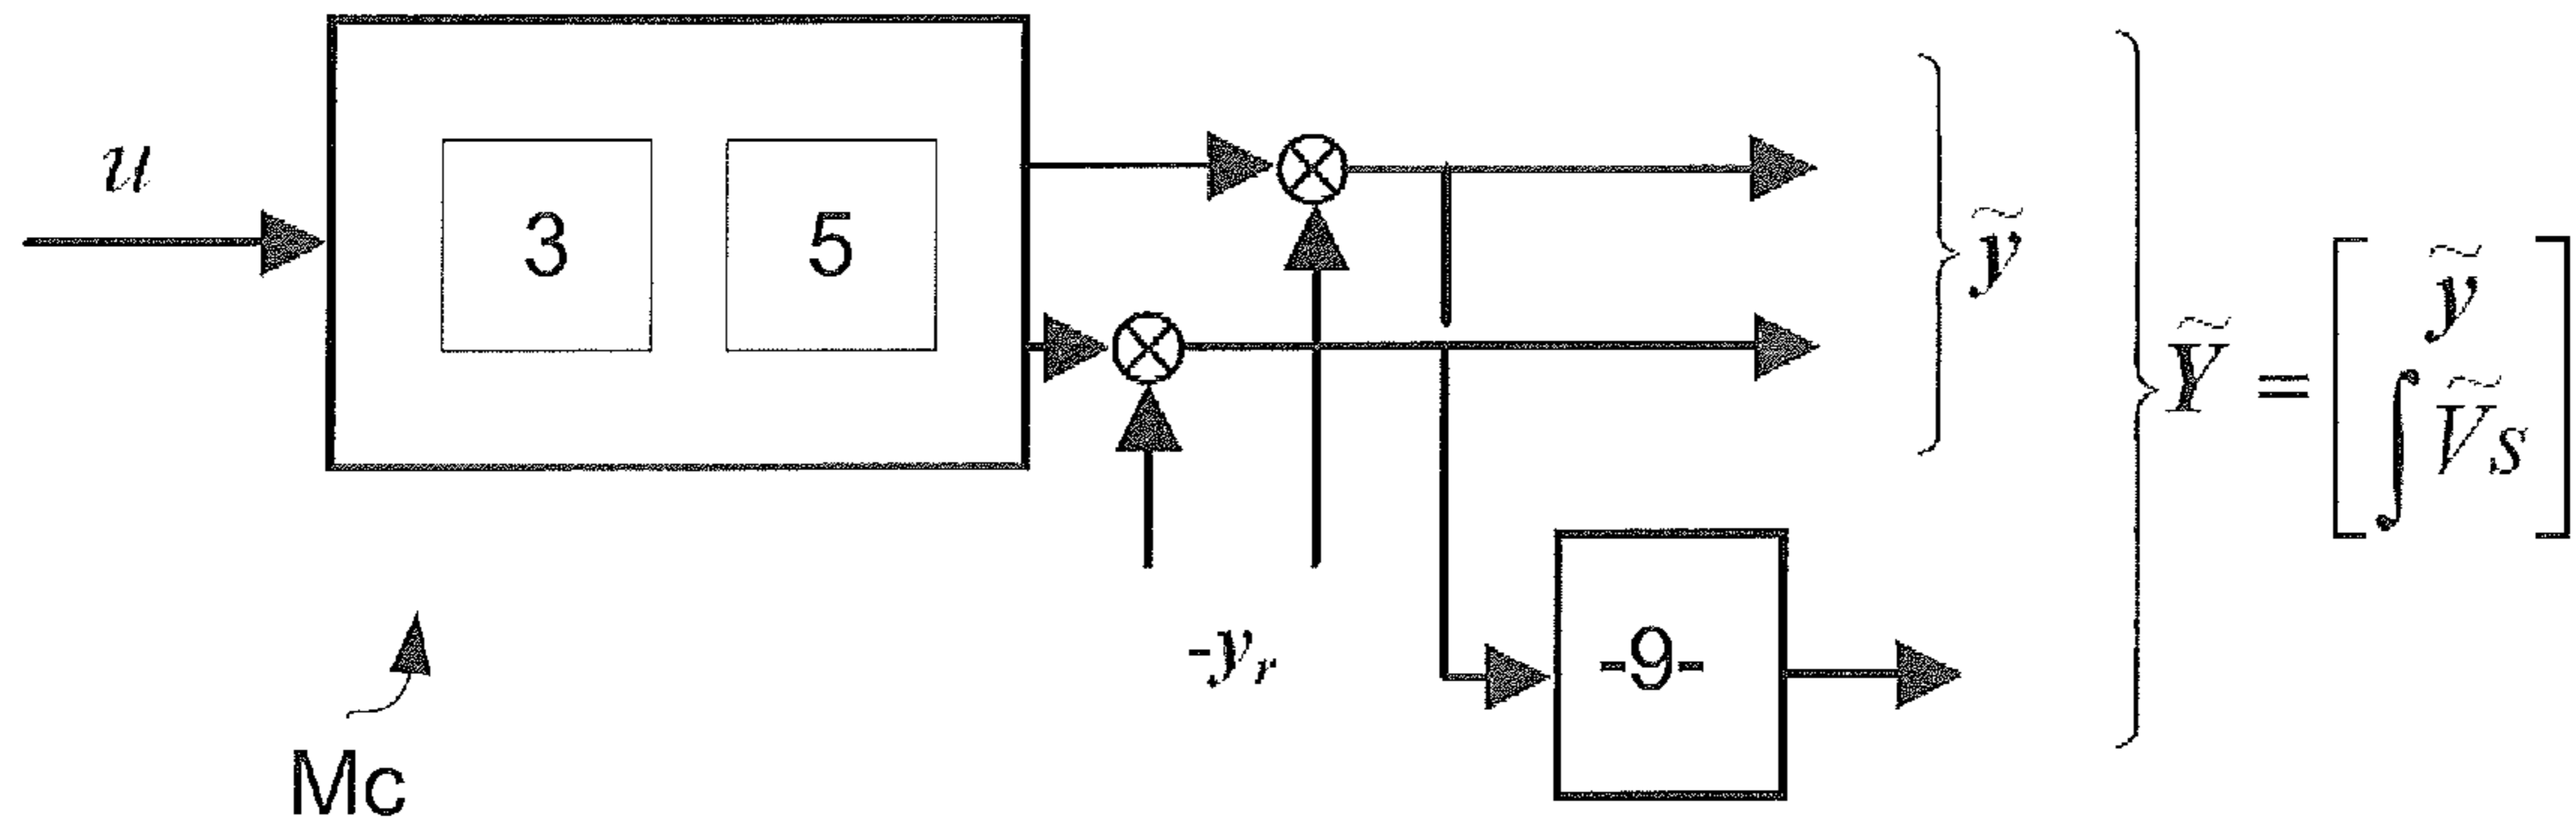 u
3
5
ỹ
Ỹ = [ ỹ ∫ Ṽs ]
-yr
-9-
Mc